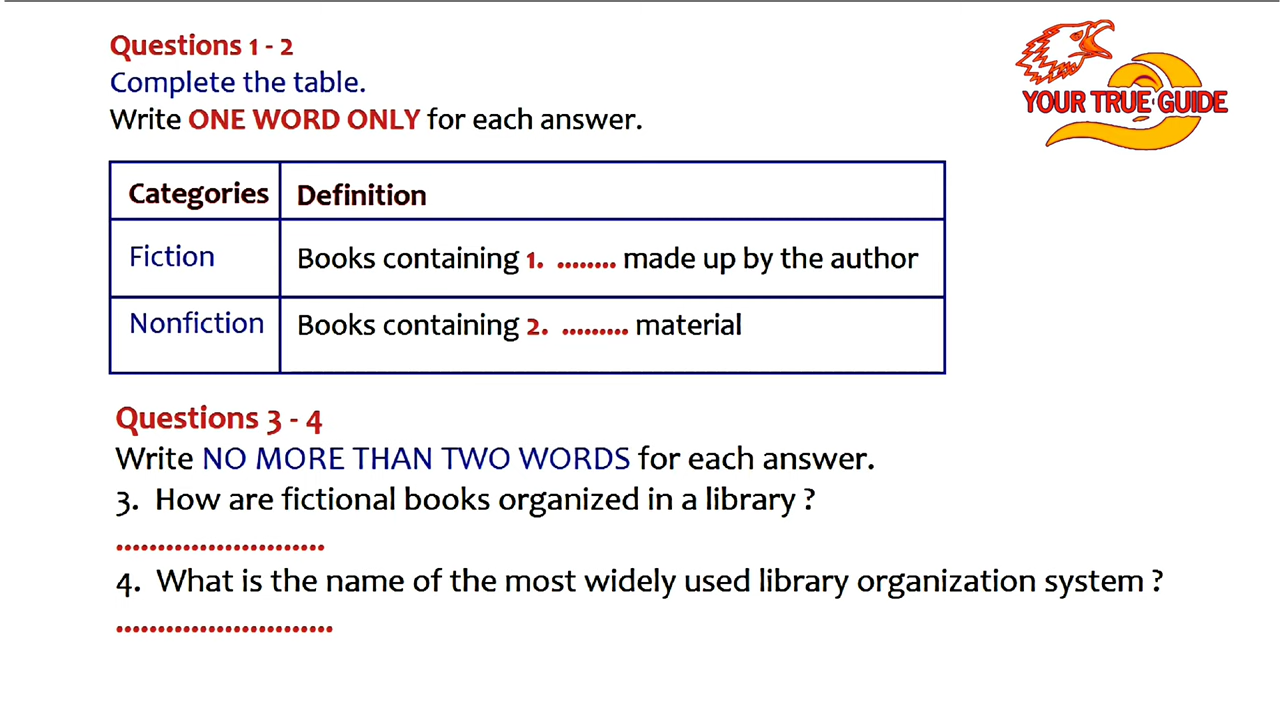 Questions 1 - 2
Complete the table.
Write ONE WORD ONLY for each answer.
YOUR TRUE GUIDE
Categories Definition
Fiction Books containing 1. ........ made up by the author
Nonfiction Books containing 2. ......... material
Questions 3 - 4
Write NO MORE THAN TWO WORDS for each answer.
3. How are fictional books organized in a library ?
.........................
4. What is the name of the most widely used library organization system ?
..........................